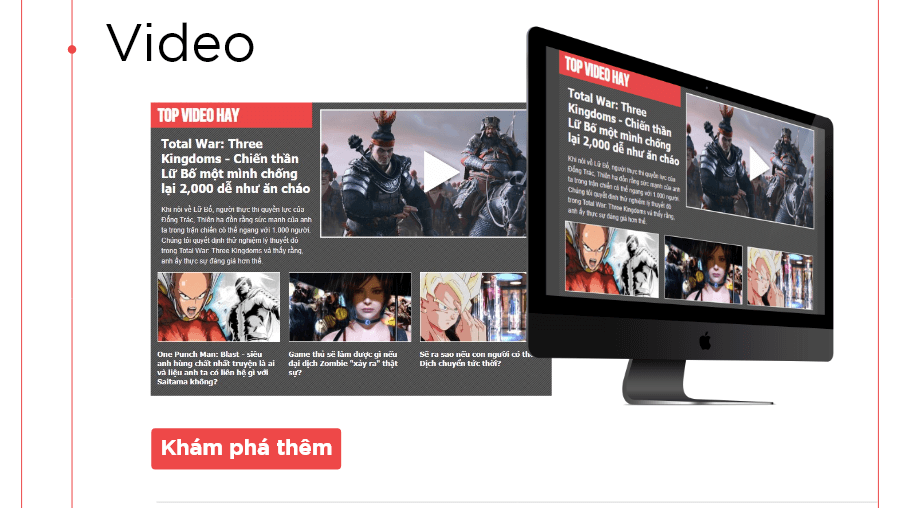 Video
TOP VIDEO HAY
Total War: Three
Kingdoms - Chiến thần
Lữ Bố một mình chống
lại 2,000 dễ như ăn cháo
Khi nói về Lữ Bố, người thực thi quyền lực của
Đổng Trác, Thiên hạ đồn rằng sức mạnh của anh
ta trong trận chiến có thể ngang với 1.000 người.
Chúng tôi quyết định thử nghiệm lý thuyết đó
trong Total War: Three Kingdoms và thấy rằng,
anh ấy thực sự đáng giá hơn thế.
One Punch Man: Blast - siêu
anh hùng chất nhất truyện là ai
và liệu anh ta có liên hệ gì với
Saitama không?
Game thủ sẽ làm được gì nếu
đại dịch Zombie "xảy ra" thật
sự?
Sẽ ra sao nếu con người có th
Dịch chuyển tức thời?
TOP VIDEO HAY
Total War: Three
Kingdoms - Chiến thần
Lữ Bố một mình chống
lại 2,000 dễ như ăn cháo
Khi nói về Lữ Bố, người thực thi quyền lực của
Đổng Trác, Thiên hạ đồn rằng sức mạnh của anh
ta trong trận chiến có thể ngang với 1.000 người.
Chúng tôi quyết định thử nghiệm lý thuyết đó
trong Total War: Three Kingdoms và thấy rằng,
anh ấy thực sự đáng giá hơn thế.
Khám phá thêm